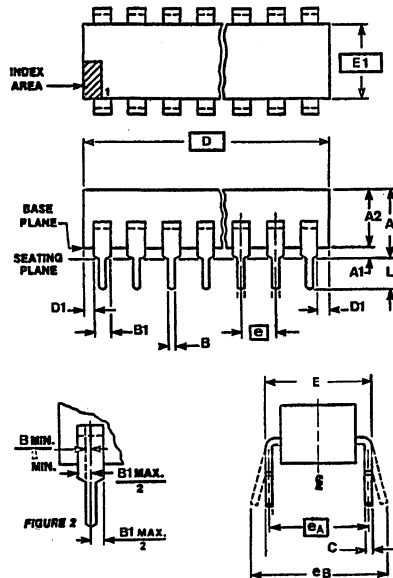 INDEX
AREA
1
E1
D
BASE
PLANE
A2
A
SEATING
PLANE
A1
L
D1
B1
B
e
D1
E
B MIN.
MIN.
B1 MAX.
2
FIGURE 2
B1 MAX.
2
eA
C
eB